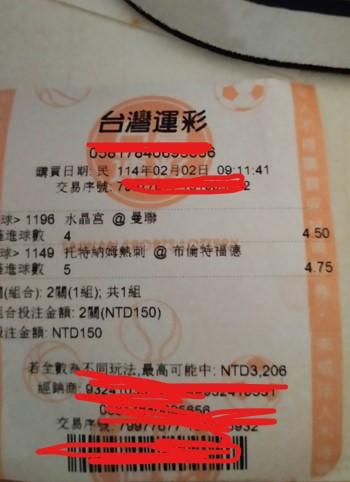 台灣運彩
購買日期: 民 114年02月02日 09:11:41
交易序號:
球> 1196 水晶宮 @ 曼聯
進球數 4 4.50
球> 1149 托特納姆熱刺 @ 布倫特福德
進球數 5 4.75
(組合): 2關(1組); 共1組
合投注金額: 2關(NTD150)
注金額: NTD150
若全數為不同玩法,最高可能中: NTD3,206
經銷商:
交易序號: